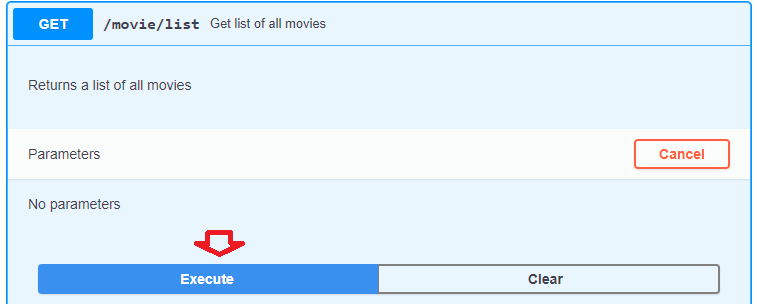 GET /movie/list Get list of all movies
Returns a list of all movies
Parameters Cancel
No parameters
Execute Clear